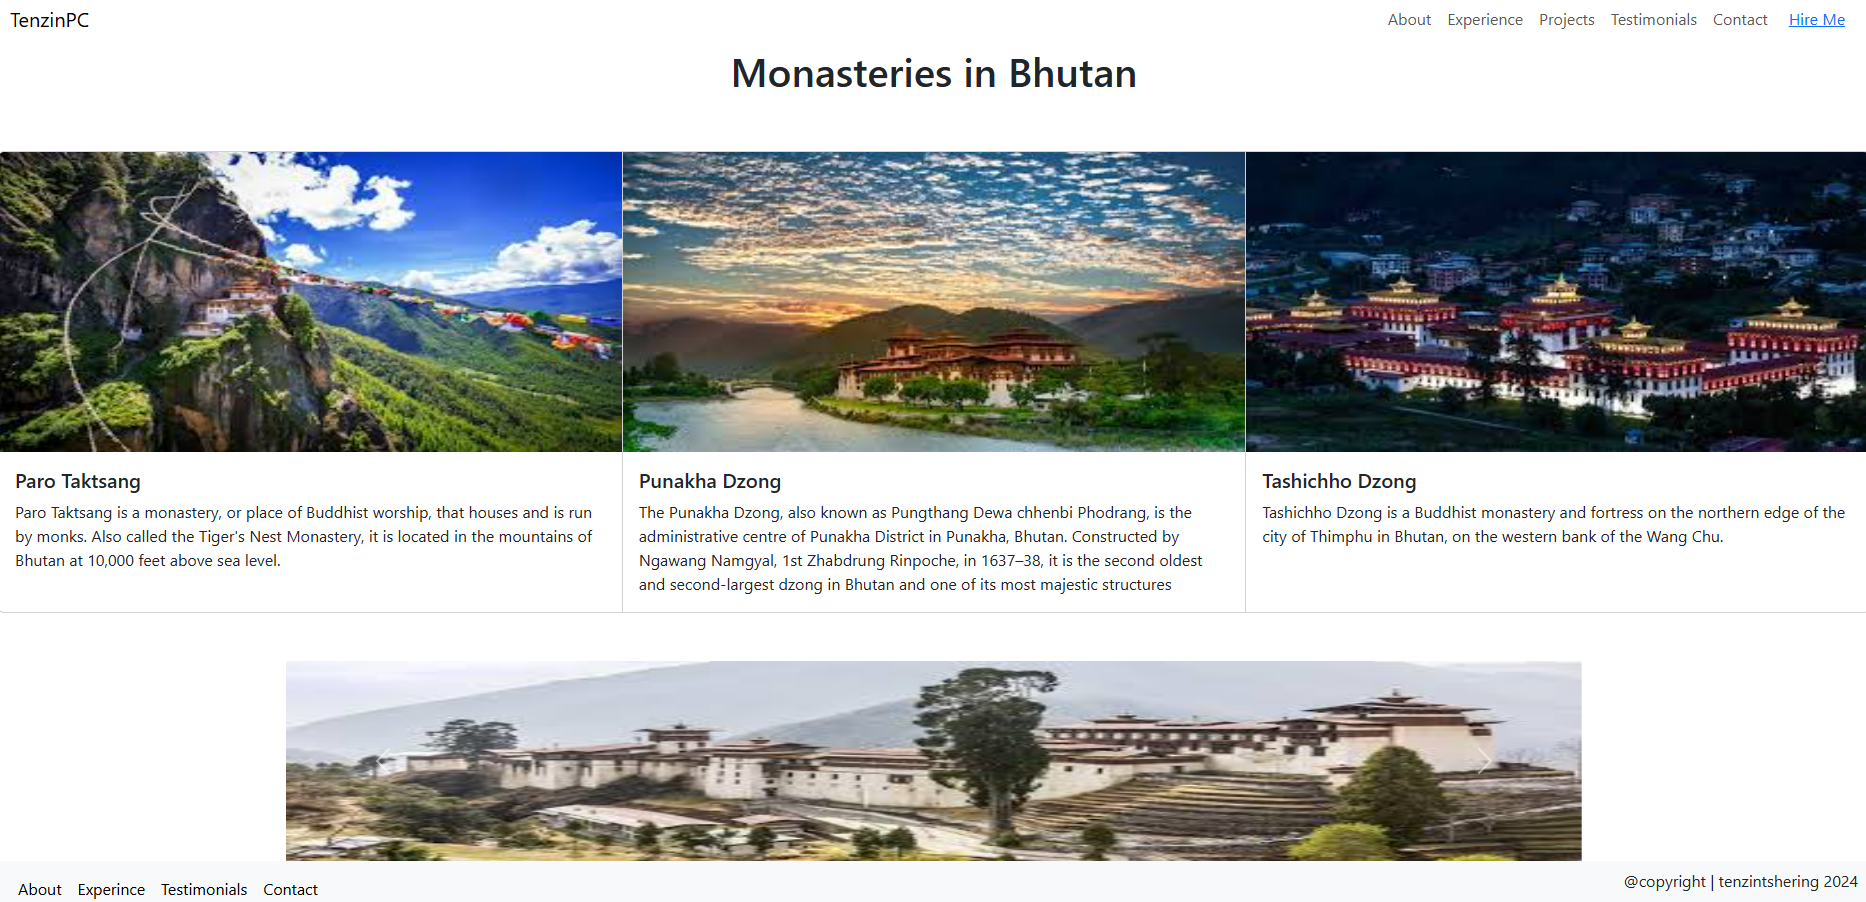 TenzinPC
About Experience Projects Testimonials Contact Hire Me
Monasteries in Bhutan
Paro Taktsang
Paro Taktsang is a monastery, or place of Buddhist worship, that houses and is run
by monks. Also called the Tiger's Nest Monastery, it is located in the mountains of
Bhutan at 10,000 feet above sea level.
Punakha Dzong
The Punakha Dzong, also known as Pungthang Dewa chhenbi Phodrang, is the
administrative centre of Punakha District in Punakha, Bhutan. Constructed by
Ngawang Namgyal, 1st Zhabdrung Rinpoche, in 1637–38, it is the second oldest
and second-largest dzong in Bhutan and one of its most majestic structures
Tashichho Dzong
Tashichho Dzong is a Buddhist monastery and fortress on the northern edge of the
city of Thimphu in Bhutan, on the western bank of the Wang Chu.
About Experince Testimonials Contact
@copyright | tenzintshering 2024